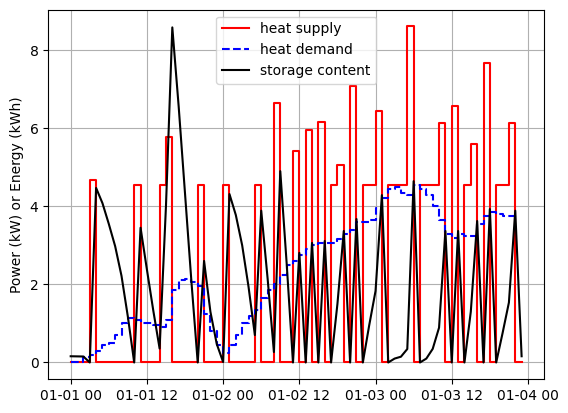 heat supply
heat demand
storage content
Power (kW) or Energy (kWh)
8
6
4
2
0
01-01 00 01-01 12 01-02 00 01-02 12 01-03 00 01-03 12 01-04 00